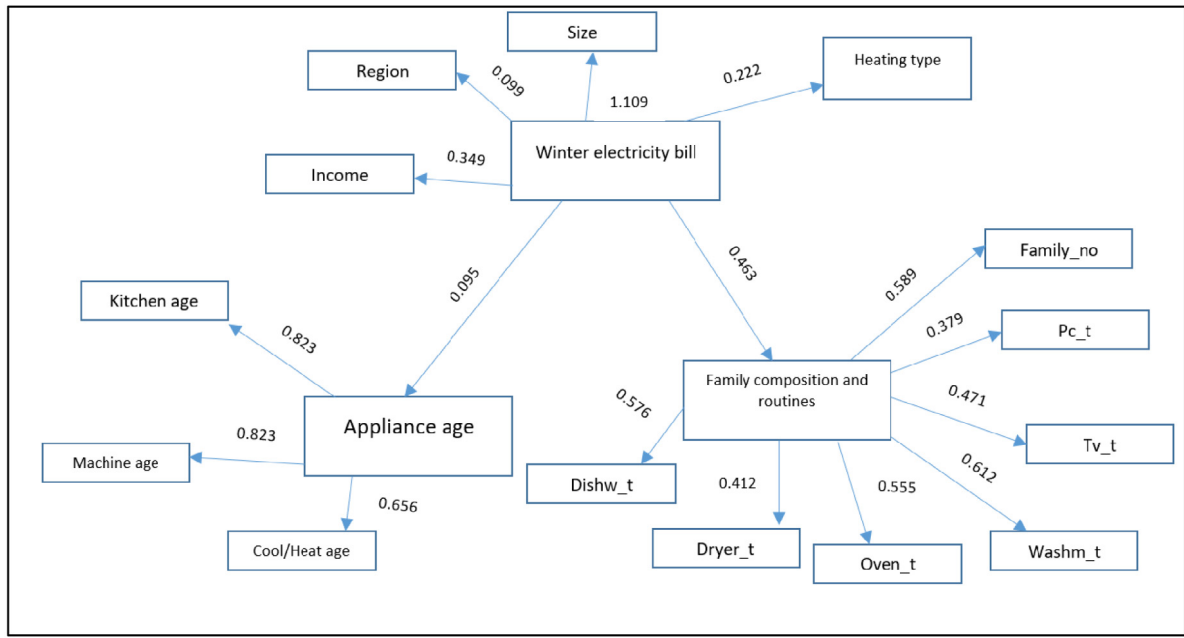 Size
Heating type
Region
0.099
0.222
1.109
Winter electricity bill
0.349
Income
0.095
0.463
Family_no
0.589
Kitchen age
0.823
0.379
Pc_t
Family composition and
routines
0.576
0.471
Appliance age
Tv_t
0.823
Machine age
0.612
Dishw_t
0.412
0.555
0.656
Cool/Heat age
Dryer_t
Oven_t
Washm_t